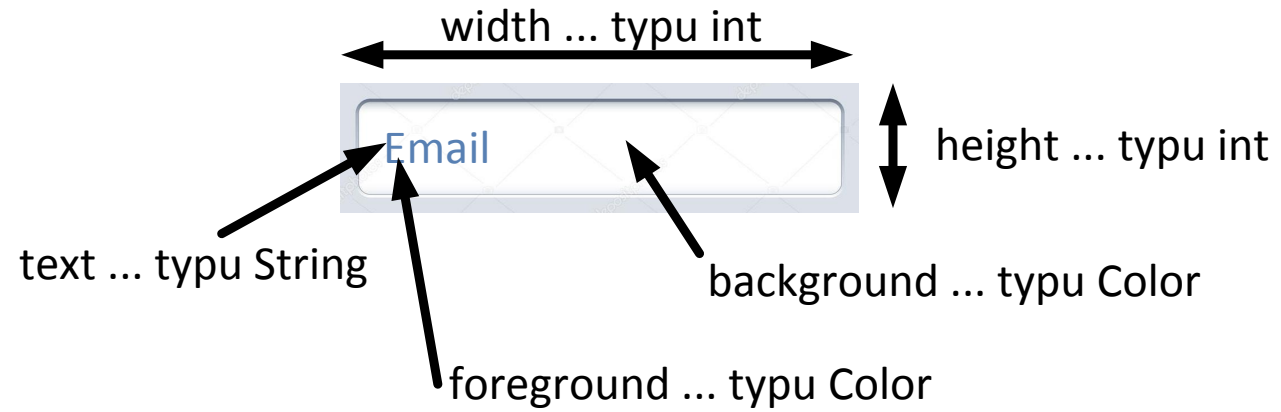 width ... typu int
Email
height ... typu int
text ... typu String
background ... typu Color
foreground ... typu Color